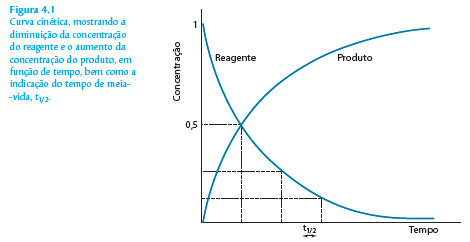 Figura 4.1
Curva cinética, mostrando a
diminuição da concentração
do reagente e o aumento da
concentração do produto, em
função de tempo, bem como a
indicação do tempo de meia-
-vida, t1/2.
1
Reagente
Produto
Concentração
0,5
t1/2
Tempo